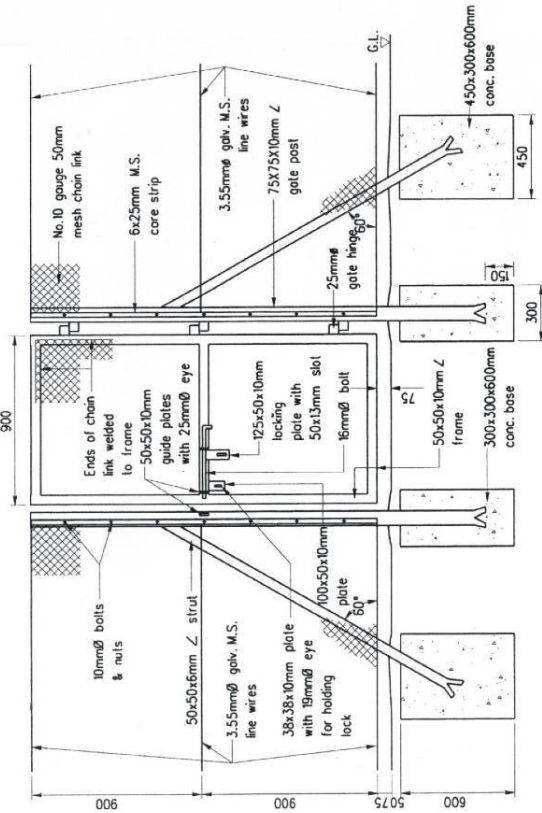 900
No.10 gauge 50mm
mesh chain link
6x25mm M.S.
core strip
3.55mmø galv. M.S.
line wires
75X75x10mm ∠
gate post
60°
G.L.
450x300x600mm
conc. base
450
25mmø
gate hinge
150
300
Ends of chain
link welded
to frame
50x50x10mm
guide plates
with 25mmØ eye
125x50x10mm
locking
plate with
50x13mm slot
16mmØ bolt
50x50x10mm ∠
frame
75
300x300x600mm
conc. base
10mmØ bolts
& nuts
50x50x6mm ∠ strut
3.55mmØ galv. M.S.
line wires
100x50x10mm
plate
60°
38x38x10mm plate
with 19mmØ eye
for holding
lock
900
900
75
50
600